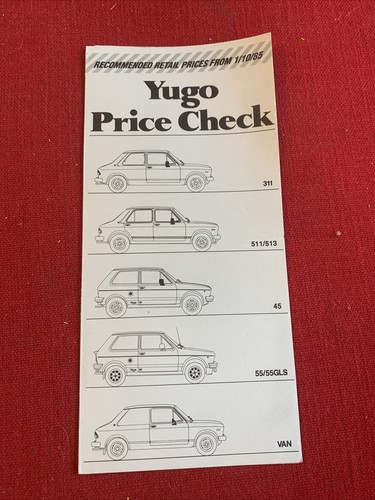 RECOMMENDED RETAIL PRICES FROM 1/10/85
Yugo
Price Check
311
511/513
45
55/55GLS
VAN